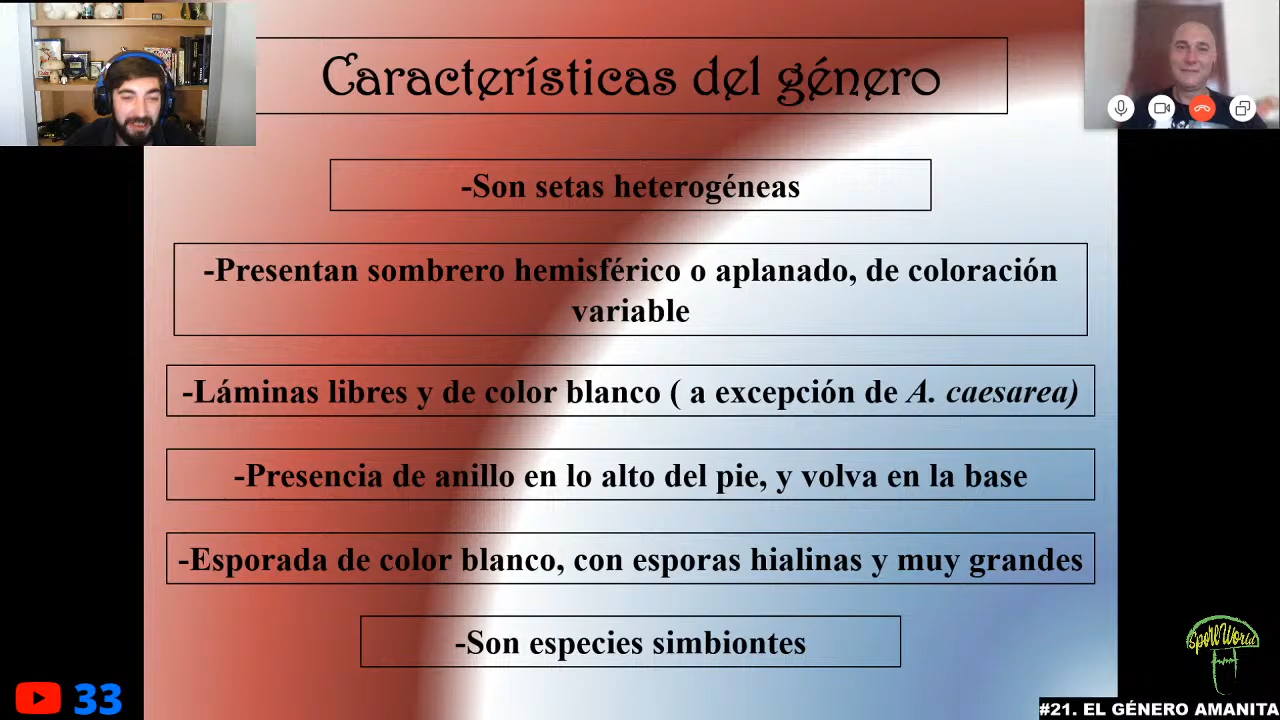 Características del género
-Son setas heterogéneas
-Presentan sombrero hemisférico o aplanado, de coloración
variable
-Láminas libres y de color blanco ( a excepción de A. caesarea)
-Presencia de anillo en lo alto del pie, y volva en la base
-Esporada de color blanco, con esporas hialinas y muy grandes
-Son especies simbiontes
SporeWorld
33
#21. EL GÉNERO AMANITA